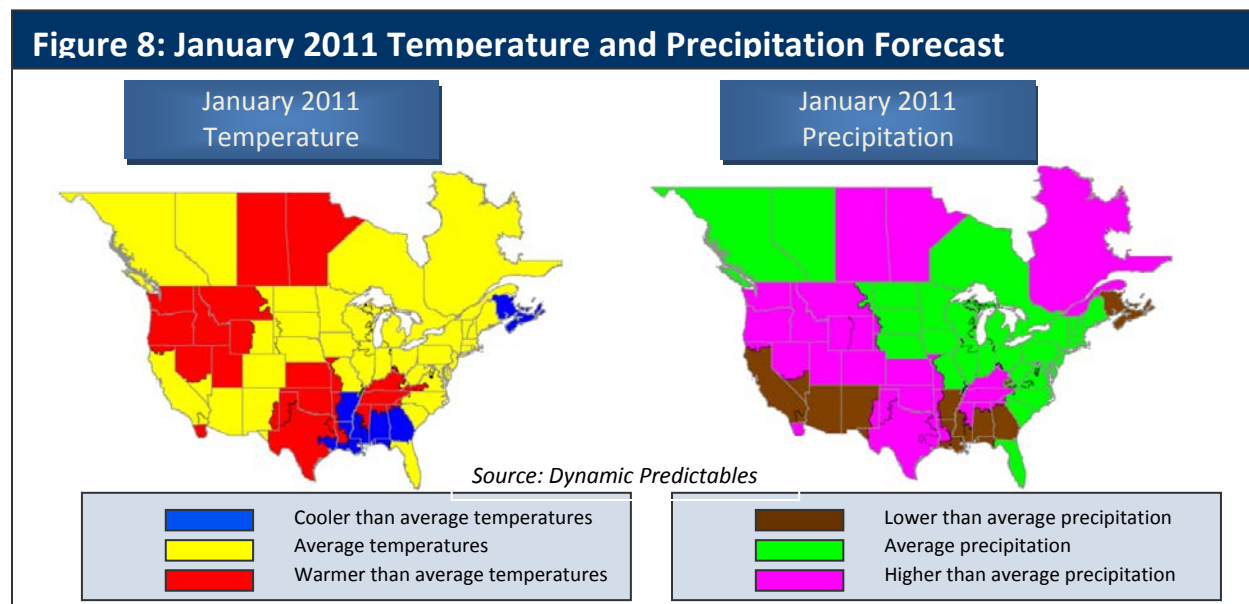 Figure 8: January 2011 Temperature and Precipitation Forecast
January 2011
Temperature
January 2011
Precipitation
Source: Dynamic Predictables
Cooler than average temperatures
Average temperatures
Warmer than average temperatures
Lower than average precipitation
Average precipitation
Higher than average precipitation